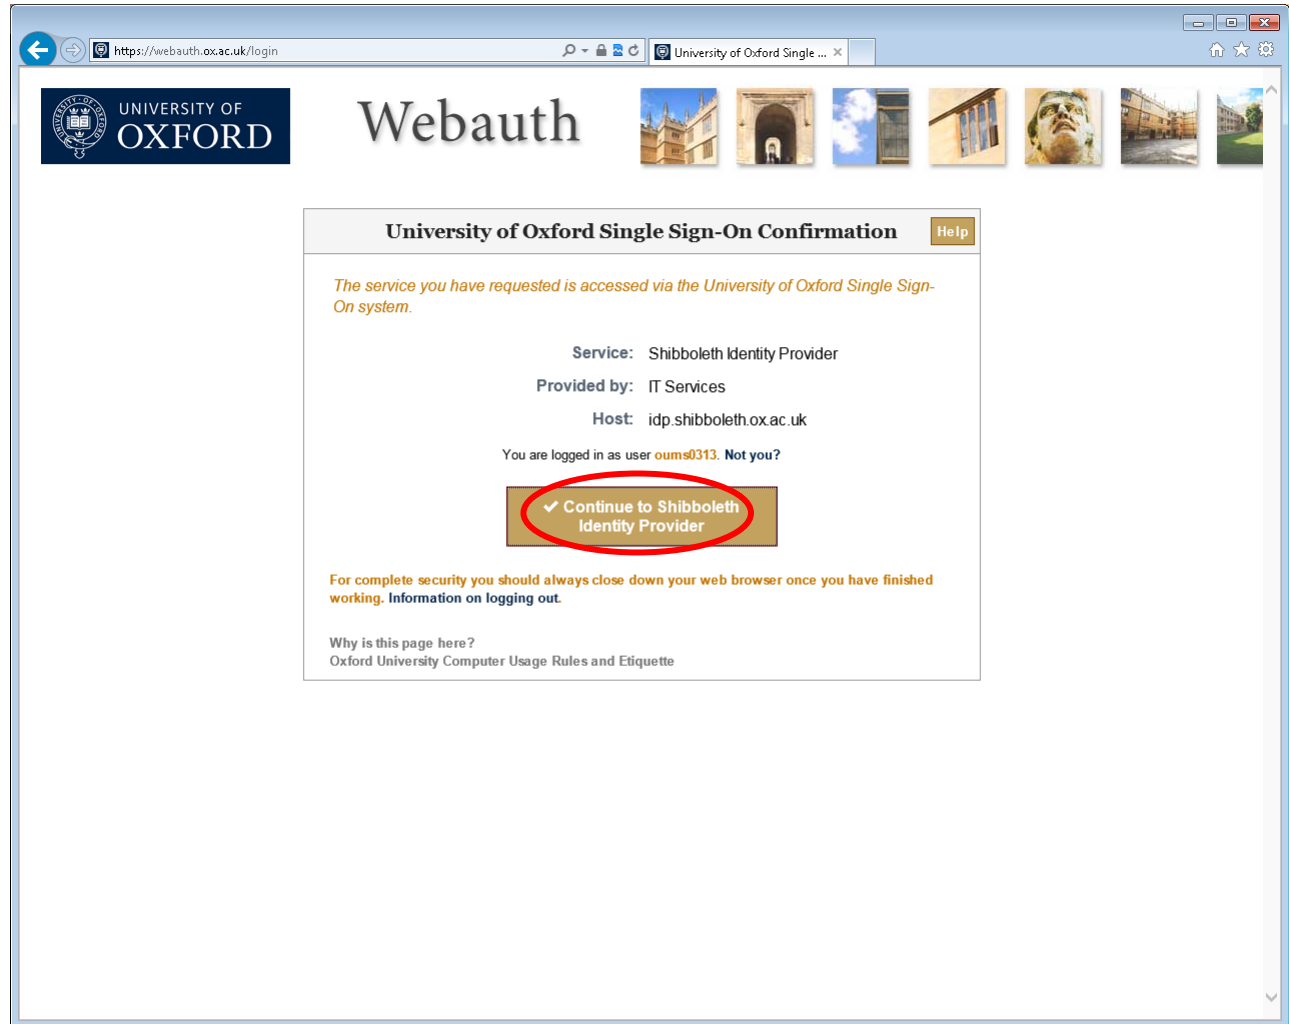 https://webauth.ox.ac.uk/login
University of Oxford Single ...
UNIVERSITY OF
OXFORD
Webauth
University of Oxford Single Sign-On Confirmation
Help
The service you have requested is accessed via the University of Oxford Single Sign-
On system.
Service: Shibboleth Identity Provider
Provided by: IT Services
Host: idp.shibboleth.ox.ac.uk
You are logged in as user oums0313. Not you?
Continue to Shibboleth
Identity Provider
For complete security you should always close down your web browser once you have finished
working. Information on logging out.
Why is this page here?
Oxford University Computer Usage Rules and Etiquette